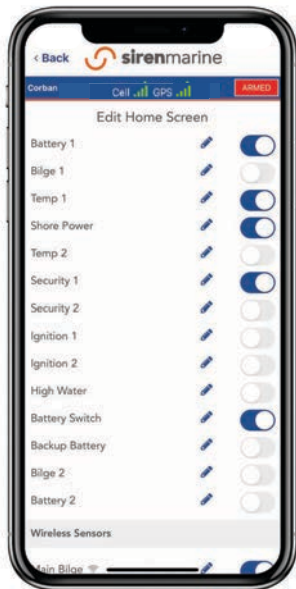 ‹ Back sirenmarine
Corban Cell GPS ARMED
Edit Home Screen
Battery 1
Bilge 1
Temp 1
Shore Power
Temp 2
Security 1
Security 2
Ignition 1
Ignition 2
High Water
Battery Switch
Backup Battery
Bilge 2
Battery 2
Wireless Sensors
Main Bilge